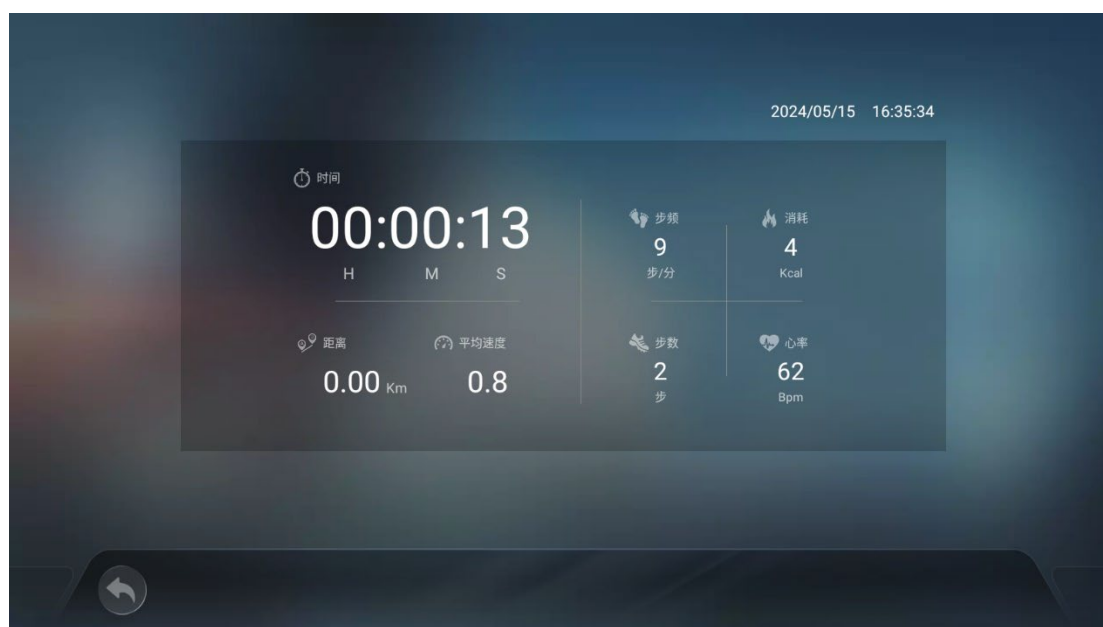 2024/05/15 16:35:34
时间
00:00:13
H M S
距离 平均速度
0.00 Km 0.8
步频 消耗
9 4
步/分 Kcal
步数 心率
2 62
步 Bpm